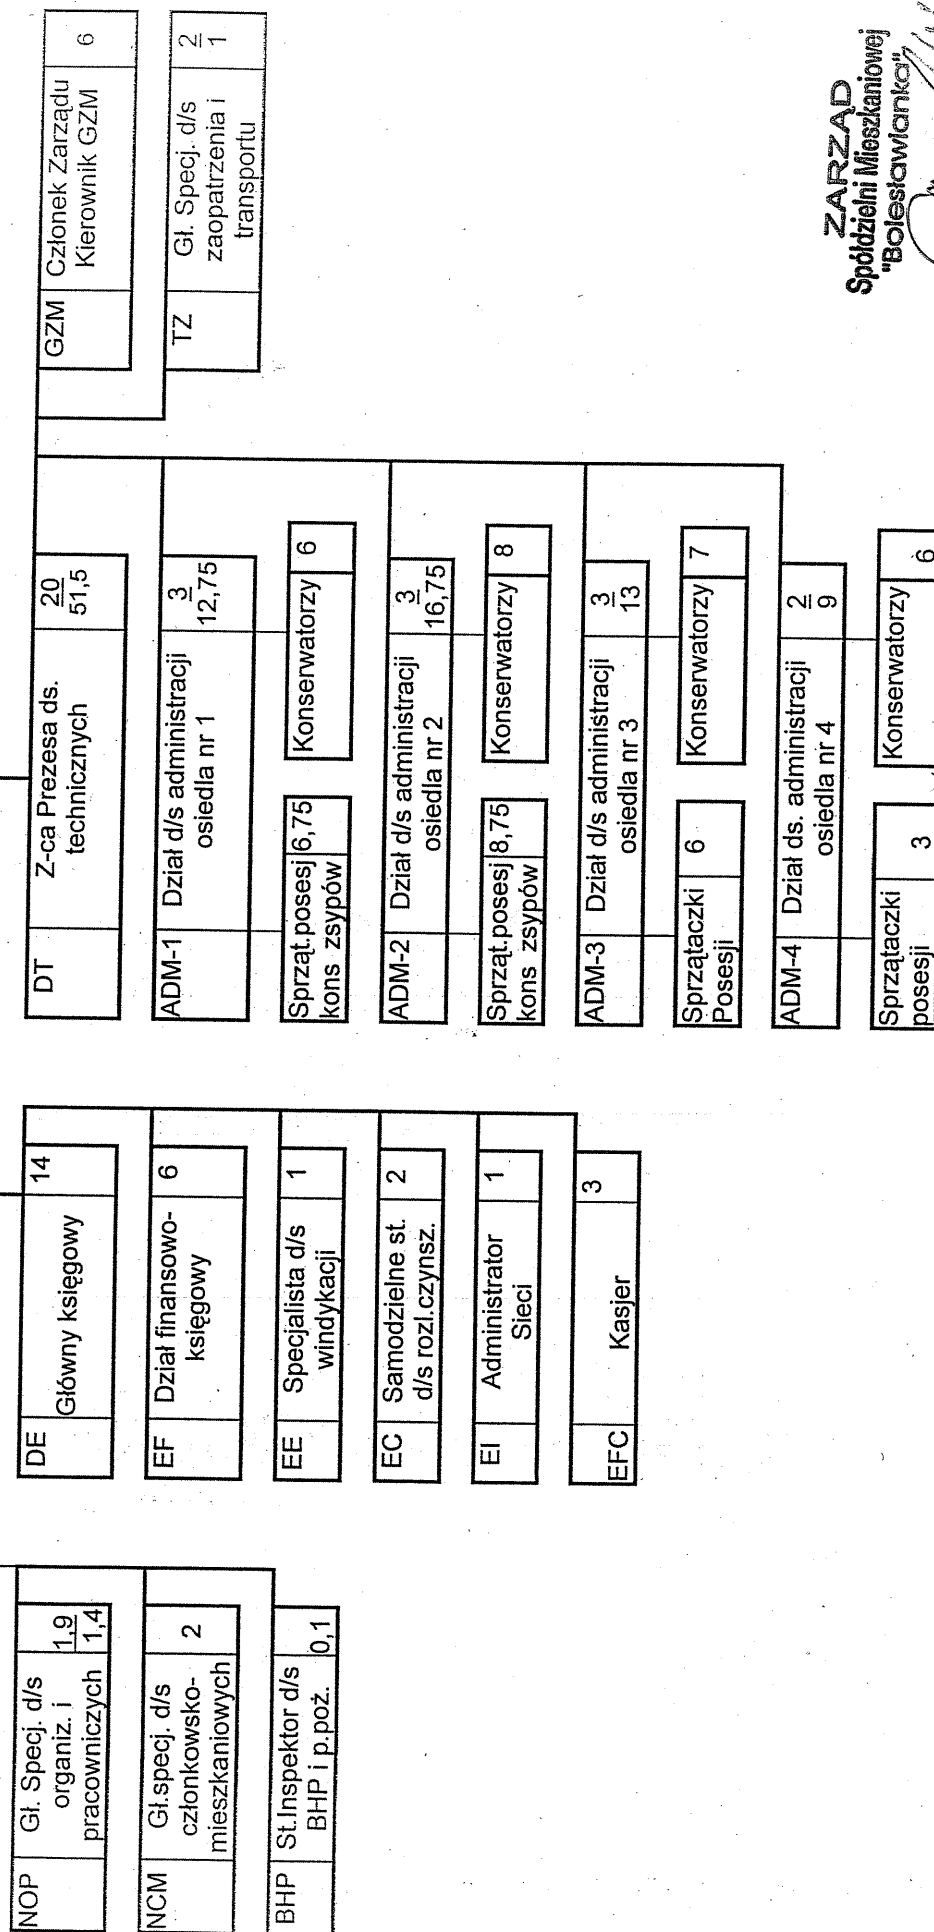 NOP
Gł. Specj. d/s
organiz. i
pracowniczych
1,9
1,4
NCM
Gł.specj. d/s
członkowsko-
mieszkaniowych
2
BHP
St.Inspektor d/s
BHP i p.poż.
0,1
DE
Główny księgowy
14
EF
Dział finansowo-
księgowy
6
EE
Specjalista d/s
windykacji
1
EC
Samodzielne st.
d/s rozl.czynsz.
2
EI
Administrator
Sieci
1
EFC
Kasjer
3
DT
Z-ca Prezesa ds.
technicznych
20
51,5
ADM-1
Dział d/s administracji
osiedla nr 1
3
12,75
Sprząt.posesj
kons zsypów
6,75
Konserwatorzy
6
ADM-2
Dział d/s administracji
osiedla nr 2
3
16,75
Sprząt.posesj
kons zsypów
8,75
Konserwatorzy
8
ADM-3
Dział d/s administracji
osiedla nr 3
3
13
Sprzątaczki
Posesji
6
Konserwatorzy
7
ADM-4
Dział ds. administracji
osiedla nr 4
2
9
Sprzątaczki
posesji
3
Konserwatorzy
6
GZM
Członek Zarządu
Kierownik GZM
6
TZ
Gł. Specj. d/s
zaopatrzenia i
transportu
2
1
ZARZĄD
Spółdzielni Mieszkaniowej
"Bolesławianka"